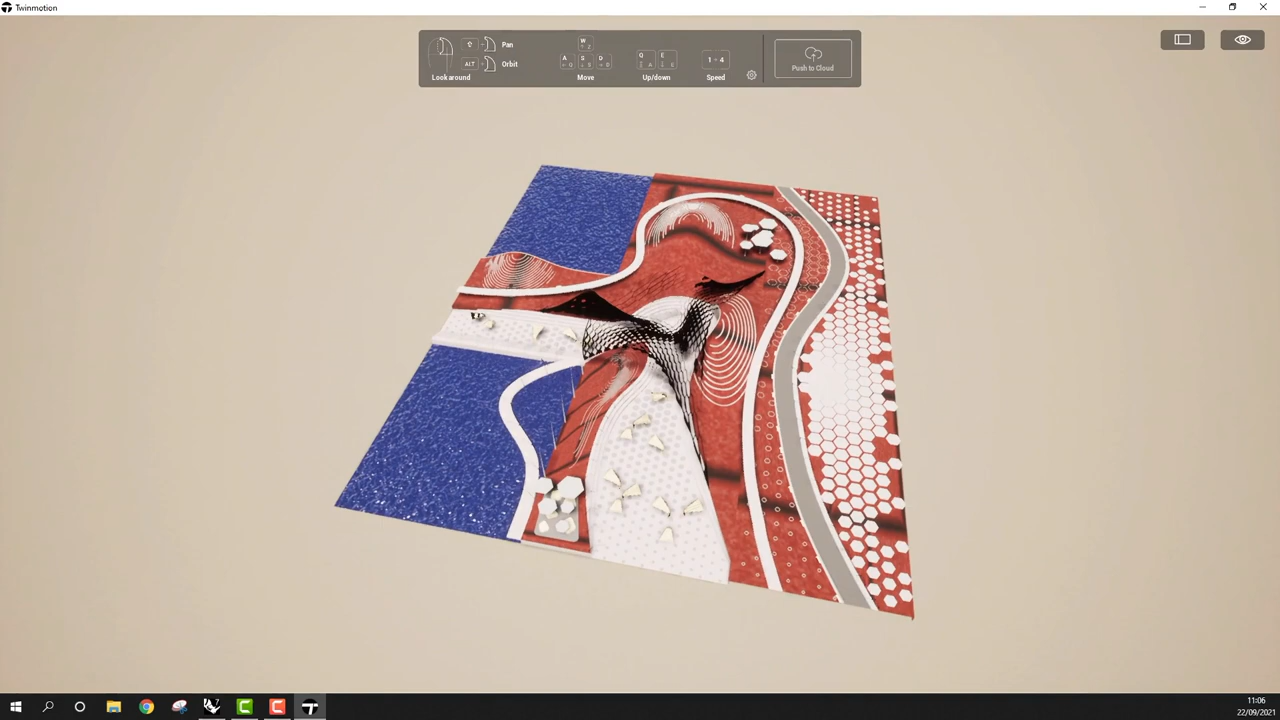 Twinmotion
Look around
Pan
ALT
Orbit
W
Z
A
S
D
Q
S
D
Move
Q
E
A
E
Up/down
1 ÷ 4
Speed
Push to Cloud
11:06
22/09/2021